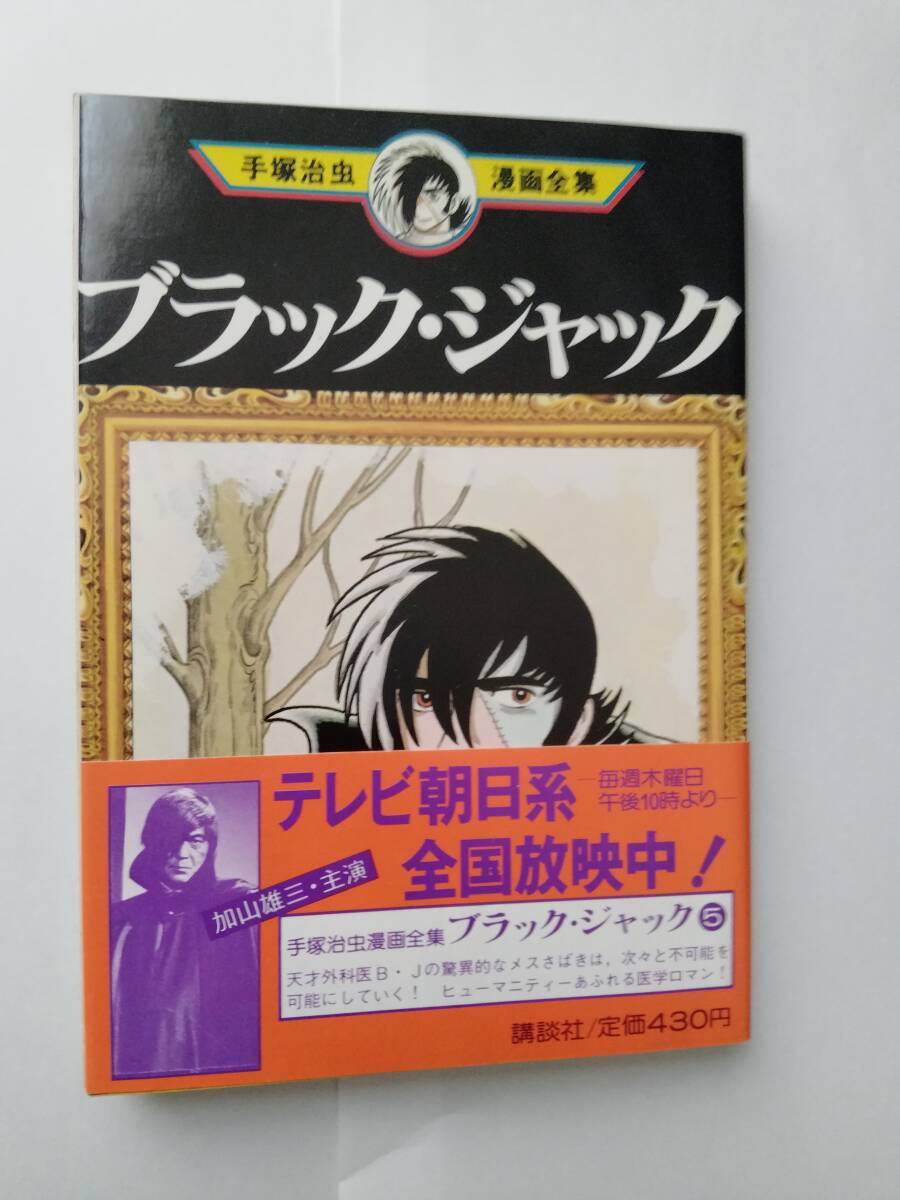 手塚治虫 漫画全集
ブラック・ジャック
テレビ朝日系
―毎週木曜日
午後10時より―
全国放映中!
加山雄三・主演
手塚治虫漫画全集 ブラック・ジャック 5
天才外科医B・Jの驚異的なメスさばきは、次々と不可能を
可能にしていく! ヒューマニティーあふれる医学ロマン!
講談社/定価430円